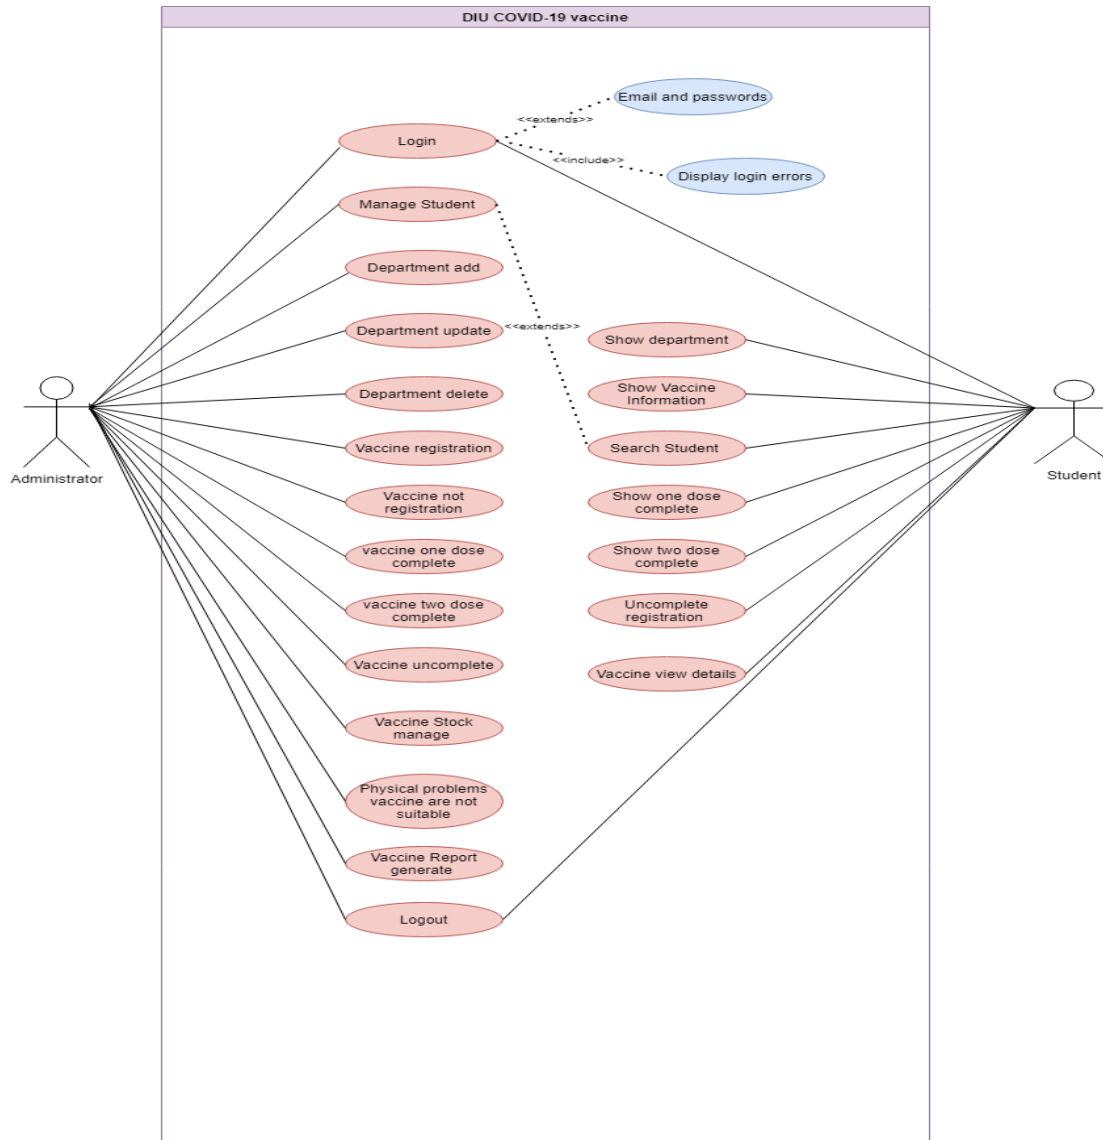 DIU COVID-19 vaccine
Email and passwords
<<extends>>
Login
<<include>>
Display login errors
Manage Student
Department add
Department update
<<extends>>
Show department
Department delete
Show Vaccine
Information
Vaccine registration
Search Student
Administrator
Student
Vaccine not
registration
Show one dose
complete
vaccine one dose
complete
Show two dose
complete
vaccine two dose
complete
Uncomplete
registration
Vaccine uncomplete
Vaccine view details
Vaccine Stock
manage
Physical problems
vaccine are not
suitable
Vaccine Report
generate
Logout